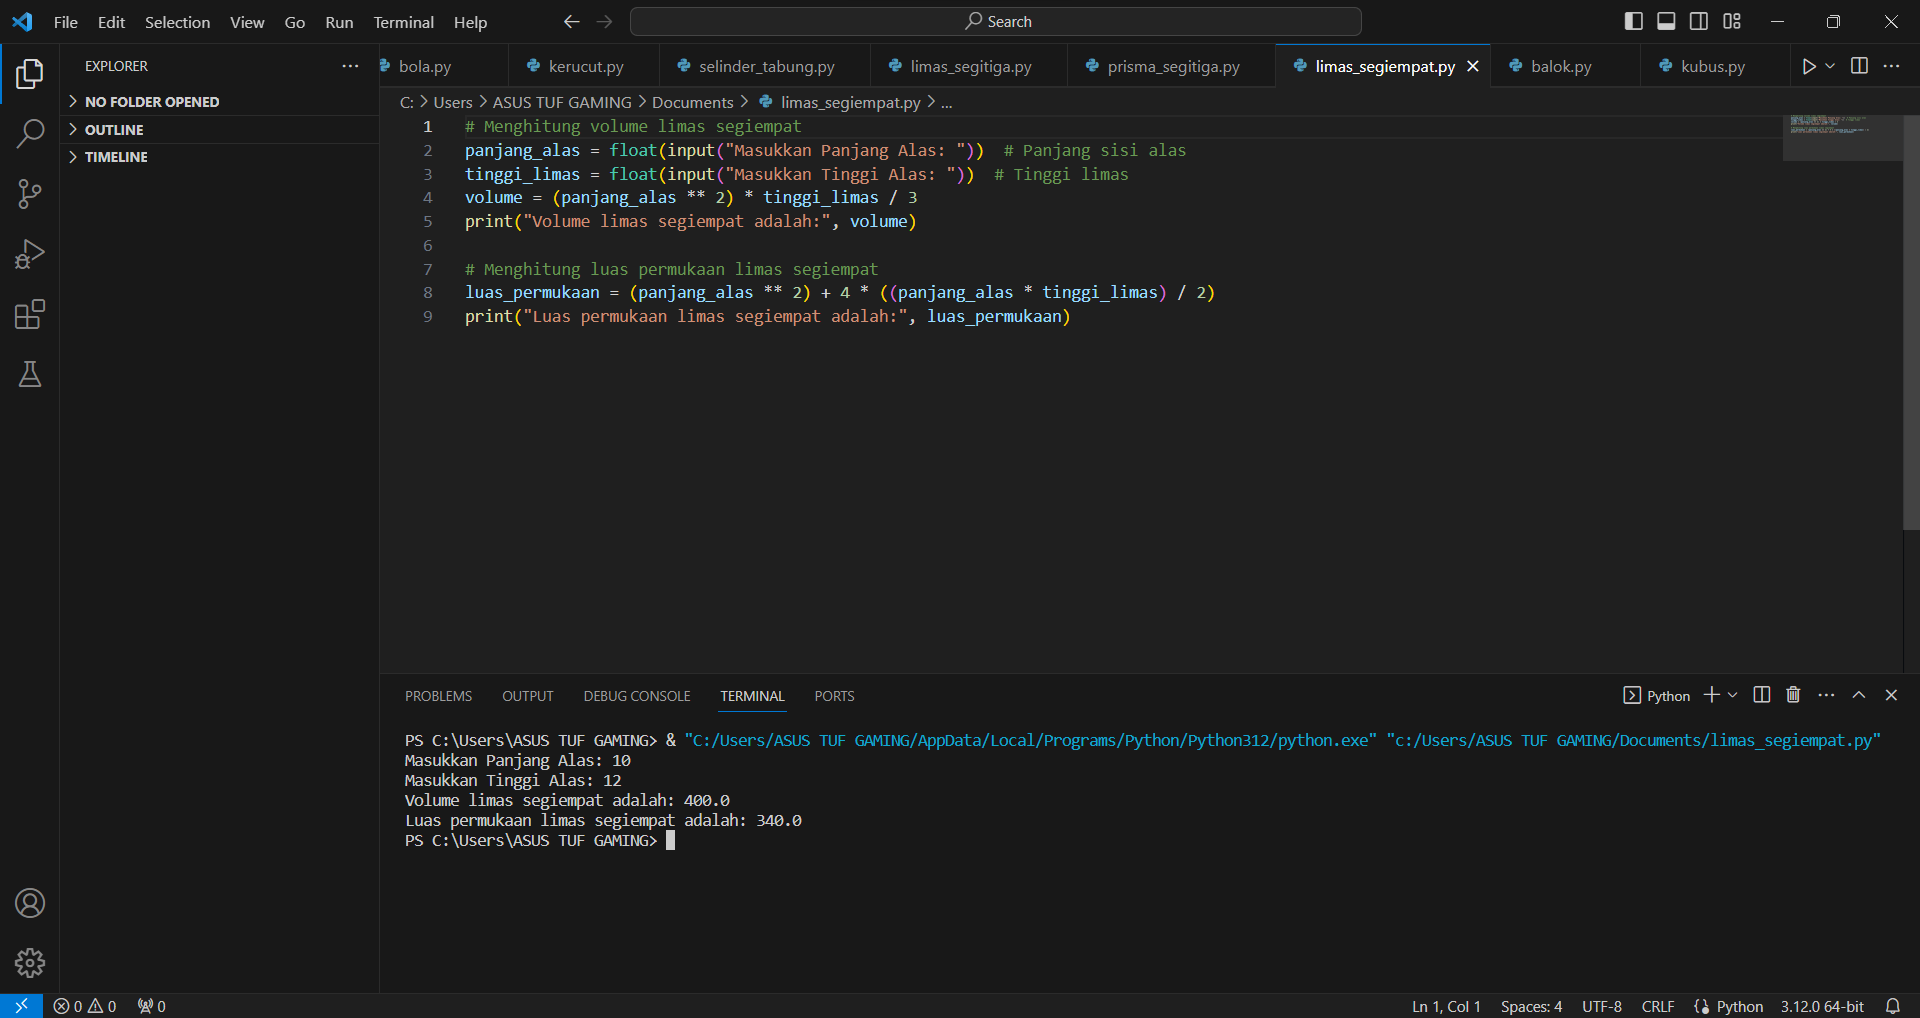 File Edit Selection View Go Run Terminal Help
Search
EXPLORER
NO FOLDER OPENED
OUTLINE
TIMELINE
bola.py kerucut.py selinder_tabung.py limas_segitiga.py prisma_segitiga.py limas_segiempat.py balok.py kubus.py
C: > Users > ASUS TUF GAMING > Documents > limas_segiempat.py > ...
1 # Menghitung volume limas segiempat
2 panjang_alas = float(input("Masukkan Panjang Alas: "))  # Panjang sisi alas
3 tinggi_limas = float(input("Masukkan Tinggi Alas: "))  # Tinggi limas
4 volume = (panjang_alas ** 2) * tinggi_limas / 3
5 print("Volume limas segiempat adalah:", volume)
6
7 # Menghitung luas permukaan limas segiempat
8 luas_permukaan = (panjang_alas ** 2) + 4 * ((panjang_alas * tinggi_limas) / 2)
9 print("Luas permukaan limas segiempat adalah:", luas_permukaan)
PROBLEMS OUTPUT DEBUG CONSOLE TERMINAL PORTS
Python
PS C:\Users\ASUS TUF GAMING> & "C:/Users/ASUS TUF GAMING/AppData/Local/Programs/Python/Python312/python.exe" "c:/Users/ASUS TUF GAMING/Documents/limas_segiempat.py"
Masukkan Panjang Alas: 10
Masukkan Tinggi Alas: 12
Volume limas segiempat adalah: 400.0
Luas permukaan limas segiempat adalah: 340.0
PS C:\Users\ASUS TUF GAMING>
0 0 0 Ln 1, Col 1 Spaces: 4 UTF-8 CRLF Python 3.12.0 64-bit